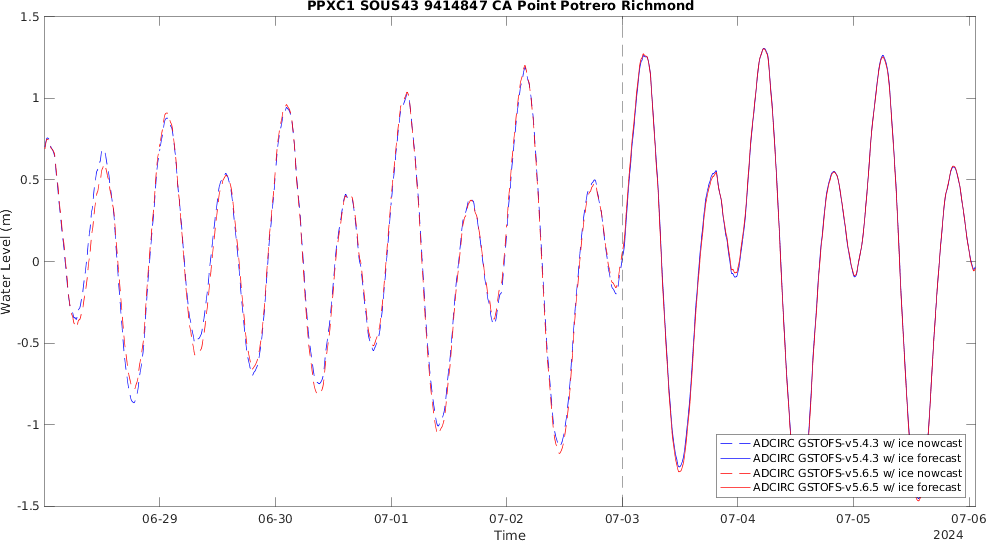 PPXC1 SOUS43 9414847 CA Point Potrero Richmond
1.5
1
0.5
0
-0.5
-1
-1.5
Water Level (m)
ADCIRC GSTOFS-v5.4.3 w/ ice nowcast
ADCIRC GSTOFS-v5.4.3 w/ ice forecast
ADCIRC GSTOFS-v5.6.5 w/ ice nowcast
ADCIRC GSTOFS-v5.6.5 w/ ice forecast
06-29 06-30 07-01 07-02 07-03 07-04 07-05 07-06
Time
2024